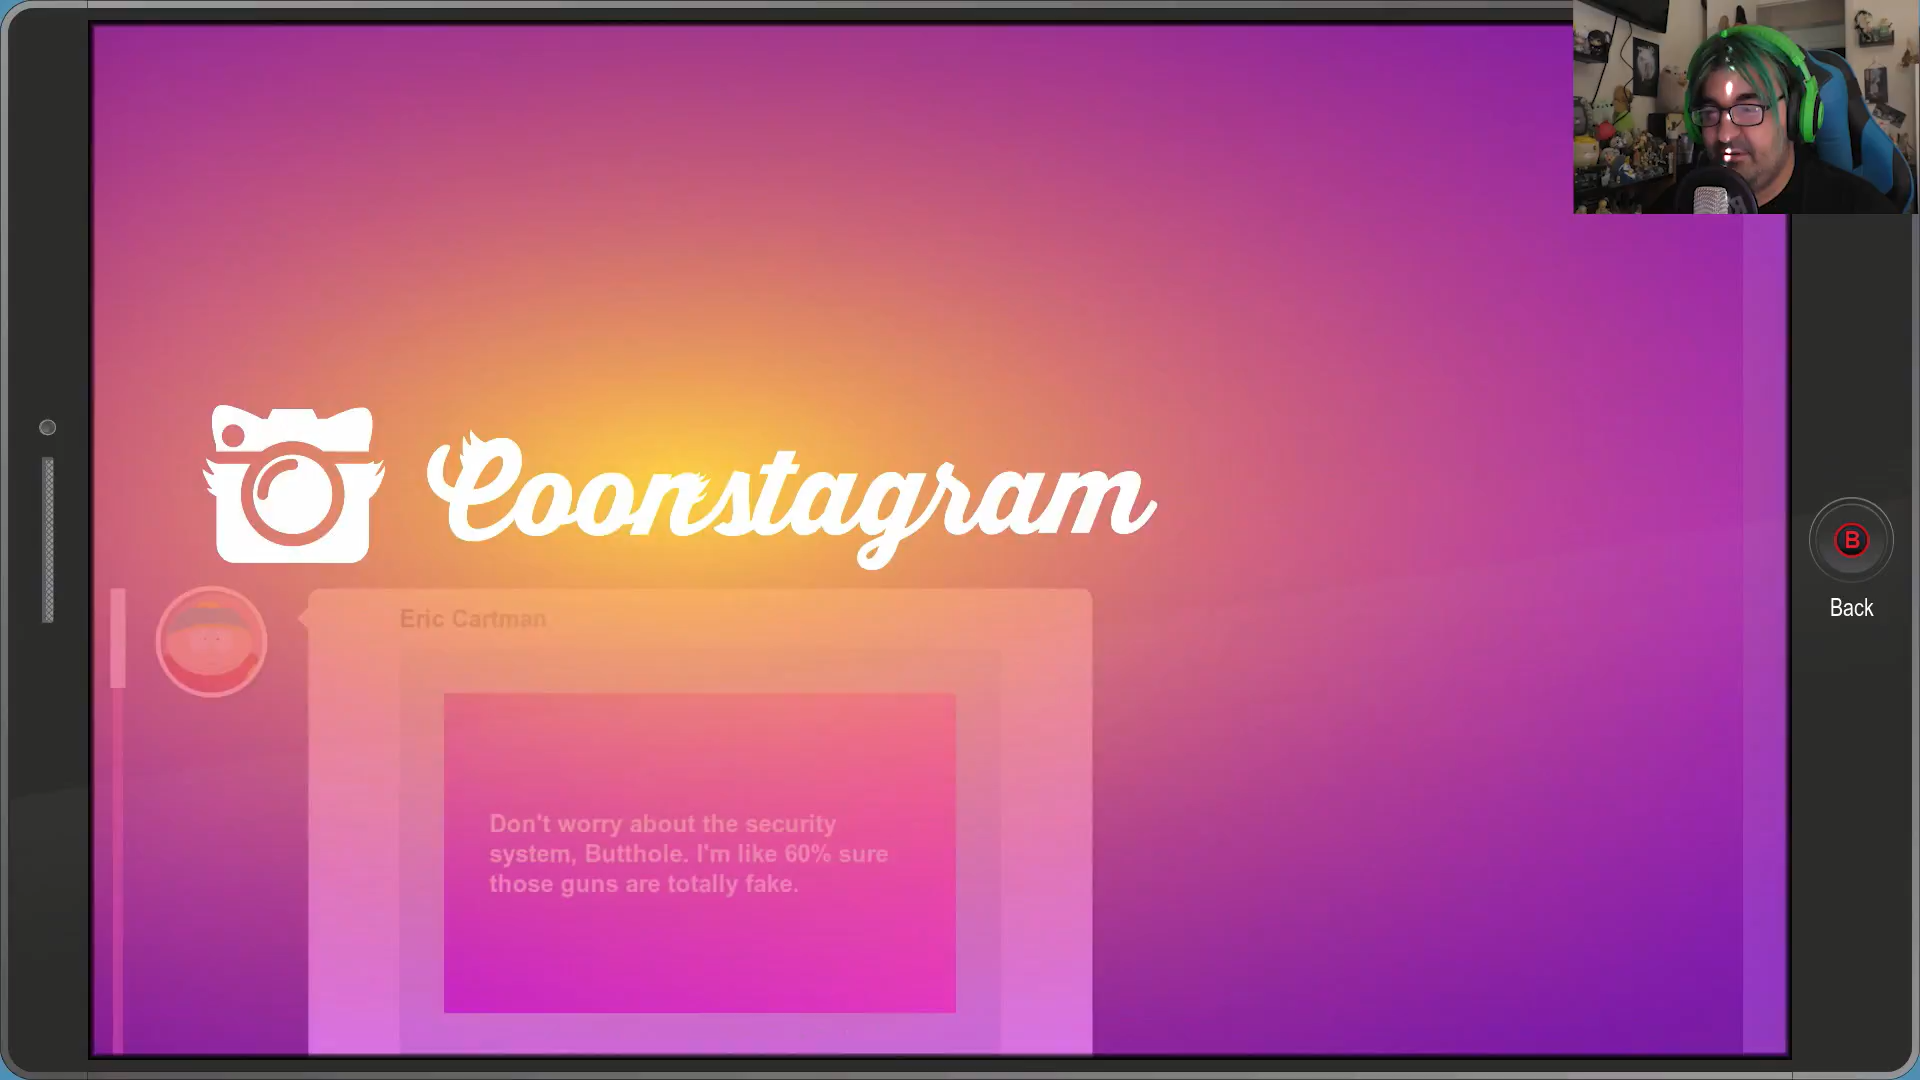 Coonstagram
Eric Cartman
Don't worry about the security
system, Butthole. I'm like 60% sure
those guns are totally fake.
B
Back